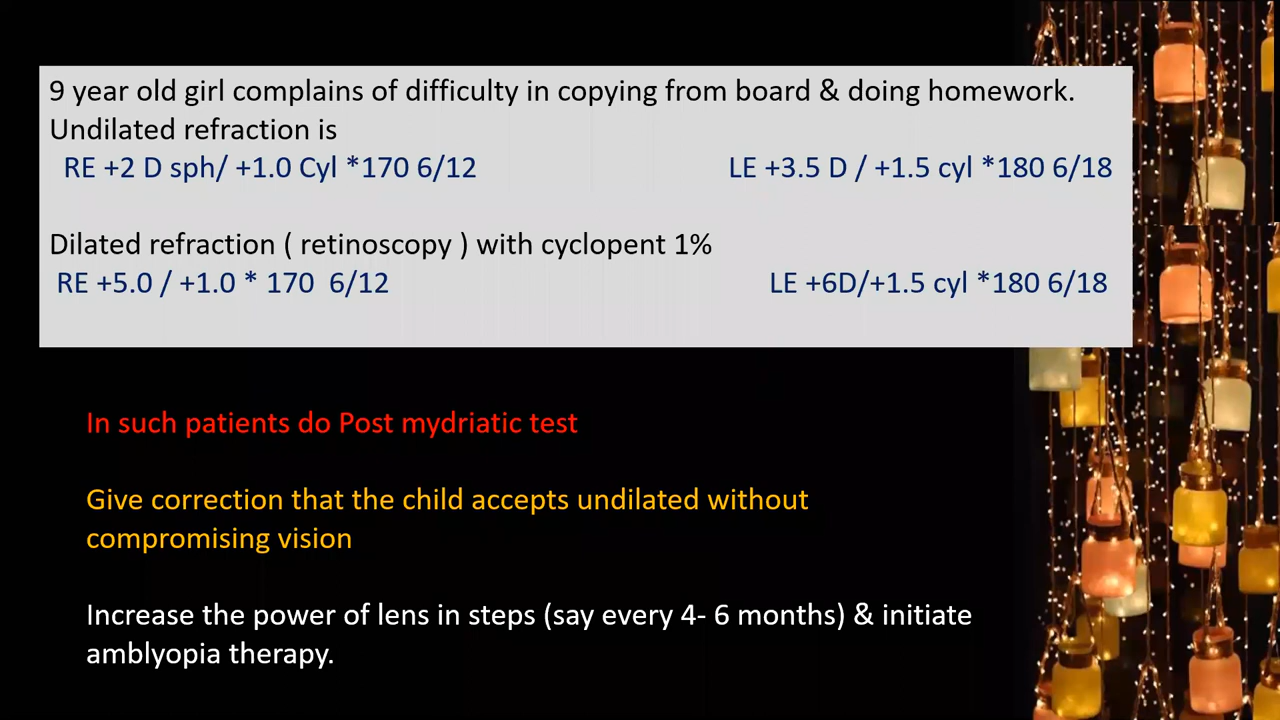 9 year old girl complains of difficulty in copying from board & doing homework.
Undilated refraction is
RE +2 D sph/ +1.0 Cyl *170 6/12 LE +3.5 D / +1.5 cyl *180 6/18
Dilated refraction ( retinoscopy ) with cyclopent 1%
RE +5.0 / +1.0 * 170 6/12 LE +6D/+1.5 cyl *180 6/18
In such patients do Post mydriatic test
Give correction that the child accepts undilated without
compromising vision
Increase the power of lens in steps (say every 4- 6 months) & initiate
amblyopia therapy.